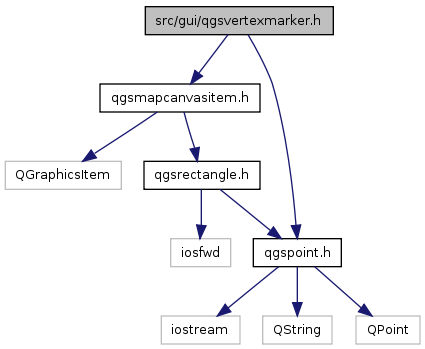 src/gui/qgsvertexmarker.h
qgsmapcanvasitem.h
QGraphicsItem
qgsrectangle.h
iosfwd
qgspoint.h
iostream
QString
QPoint